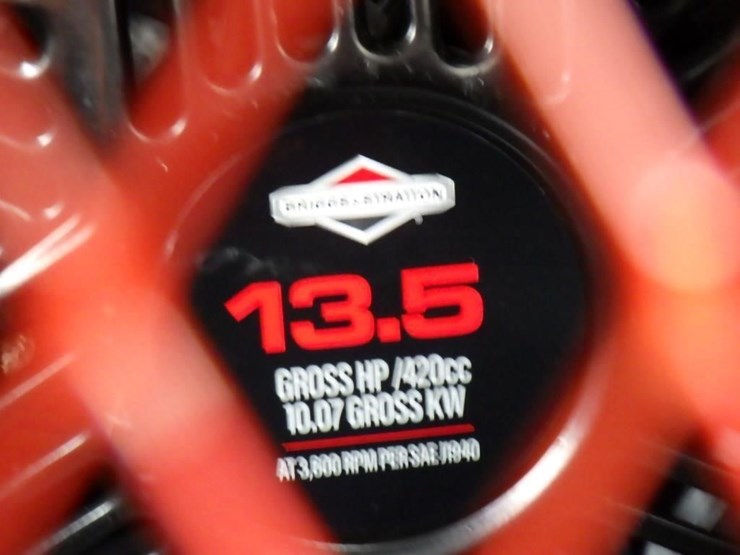 BRIGGS & STRATTON
13.5
GROSS HP /420cc
10.07 GROSS KW
AT 3,600 RPM PER SAE J1940